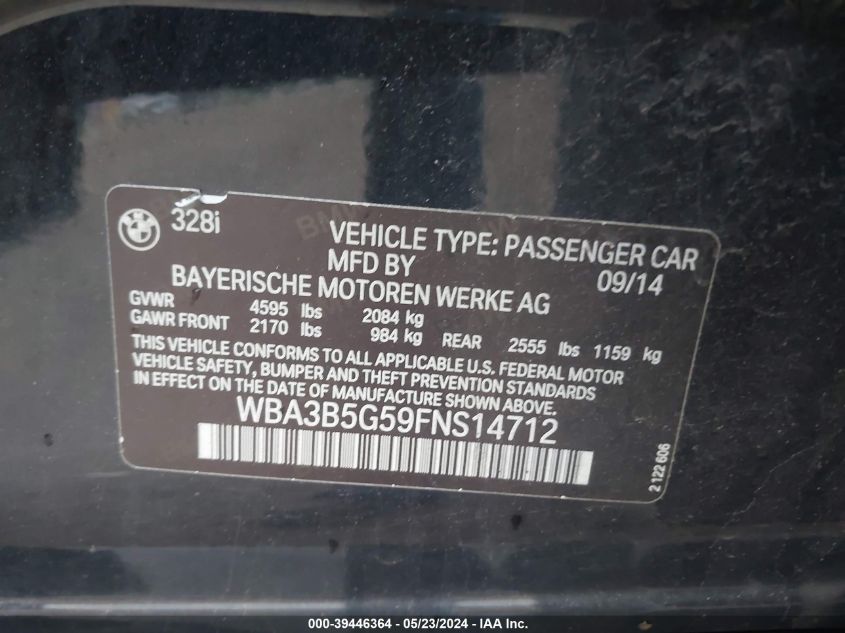 BMW
328i
VEHICLE TYPE: PASSENGER CAR
MFD BY
09/14
BAYERISCHE MOTOREN WERKE AG
GVWR 4595 lbs 2084 kg
GAWR FRONT 2170 lbs 984 kg REAR 2555 lbs 1159 kg
THIS VEHICLE CONFORMS TO ALL APPLICABLE U.S. FEDERAL MOTOR
VEHICLE SAFETY, BUMPER AND THEFT PREVENTION STANDARDS
IN EFFECT ON THE DATE OF MANUFACTURE SHOWN ABOVE.
WBA3B5G59FNS14712
2 122 606
000-39446364 - 05/23/2024 - IAA Inc.